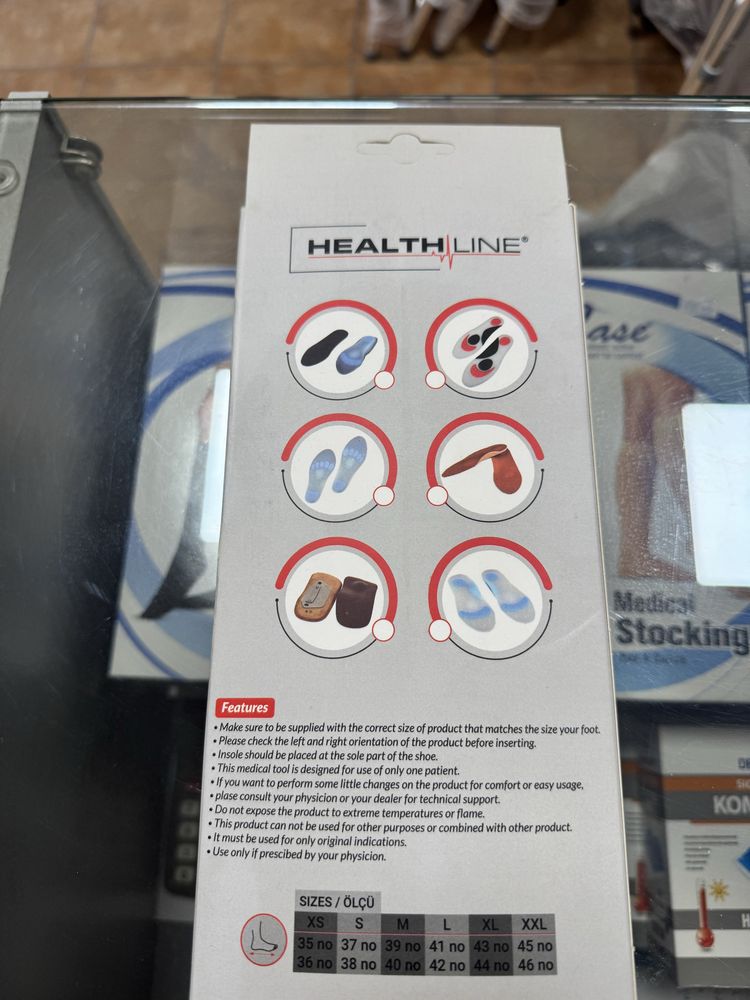 HEALTH LINE®
ase
Medical
Stocking
Features
• Make sure to be supplied with the correct size of product that matches the size your foot.
• Please check the left and right orientation of the product before inserting.
• Insole should be placed at the sole part of the shoe.
• This medical tool is designed for use of only one patient.
• If you want to perform some little changes on the product for comfort or easy usage,
• plase consult your physicion or your dealer for technical support.
• Do not expose the product to extreme temperatures or flame.
• This product can not be used for other purposes or combined with other product.
• It must be used for only original indications.
• Use only if prescibed by your physicion.
KON
SIZES / ÖLÇÜ
XS S M L XL XXL
35 no 37 no 39 no 41 no 43 no 45 no
36 no 38 no 40 no 42 no 44 no 46 no